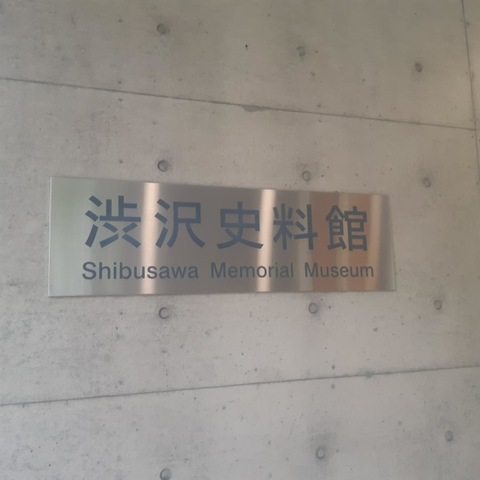 渋沢史料館
Shibusawa Memorial Museum